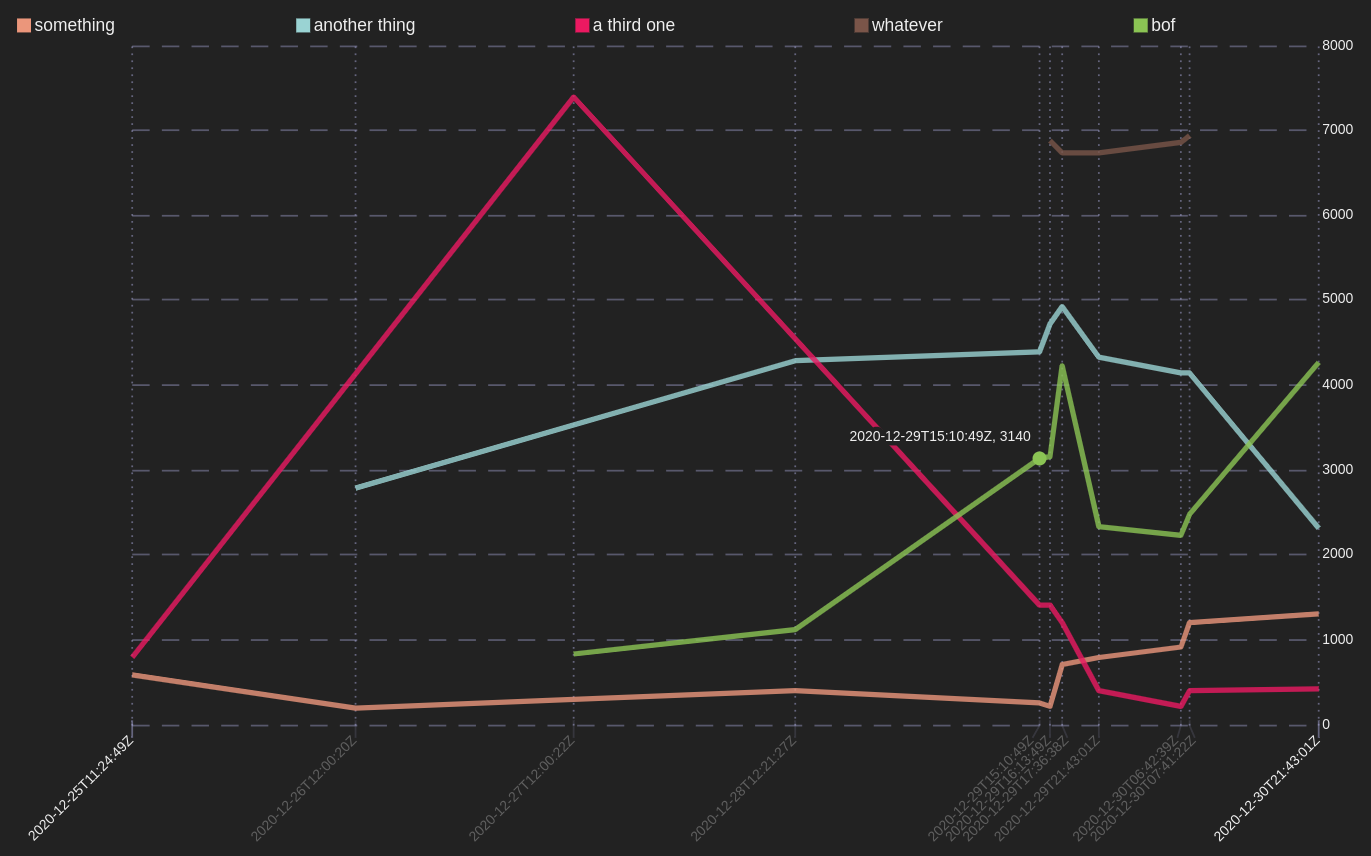 something
another thing
a third one
whatever
bof
8000
7000
6000
5000
4000
2020-12-29T15:10:49Z, 3140
3000
2000
1000
0
2020-12-25T11:24:49Z
2020-12-26T12:00:20Z
2020-12-27T12:00:22Z
2020-12-28T12:21:27Z
2020-12-29T15:10:49Z
2020-12-29T16:13:49Z
2020-12-29T17:36:38Z
2020-12-29T21:43:01Z
2020-12-30T06:42:39Z
2020-12-30T07:41:22Z
2020-12-30T21:43:01Z